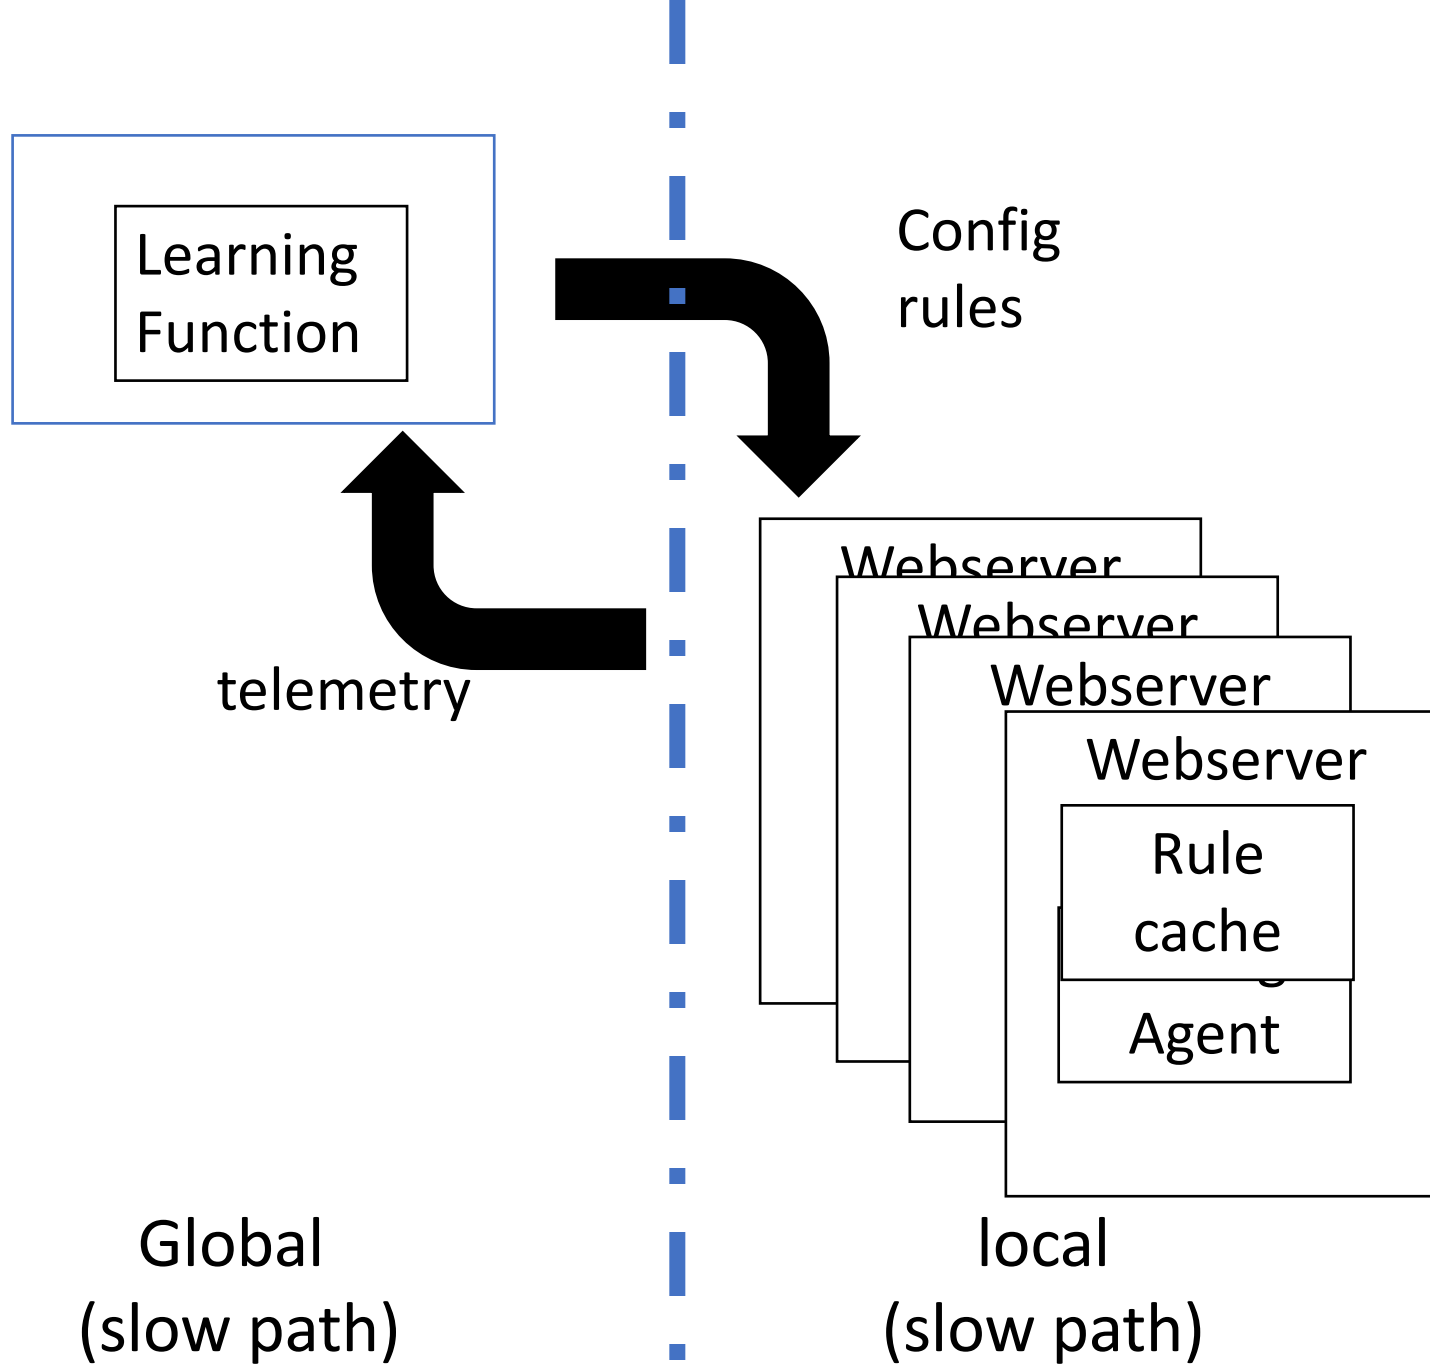 Learning
Function
Config
rules
telemetry
Webserver
Webserver
Webserver
Webserver
Rule
cache
Agent
Global
(slow path)
local
(slow path)